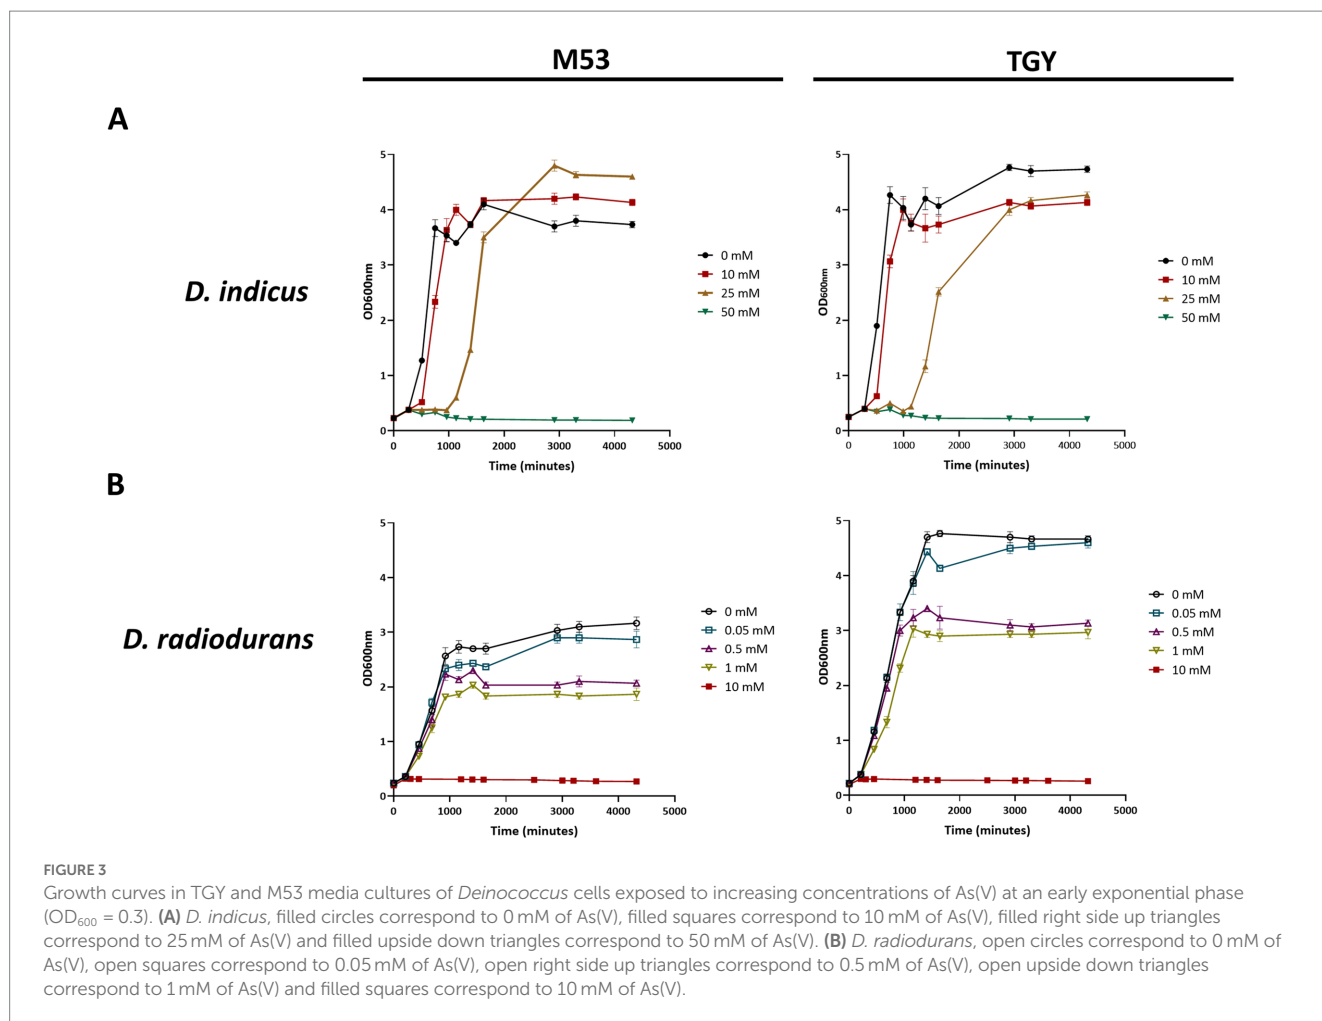 M53
TGY
A
5
4
3
2
1
0
OD600nm
0 1000 2000 3000 4000 5000
Time (minutes)
0 mM
10 mM
25 mM
50 mM
5
4
3
2
1
0
OD600nm
0 1000 2000 3000 4000 5000
Time (minutes)
0 mM
10 mM
25 mM
50 mM
D. indicus
B
5
4
3
2
1
0
OD600nm
0 1000 2000 3000 4000 5000
Time (minutes)
0 mM
0.05 mM
0.5 mM
1 mM
10 mM
5
4
3
2
1
0
OD600nm
0 1000 2000 3000 4000 5000
Time (minutes)
0 mM
0.05 mM
0.5 mM
1 mM
10 mM
D. radiodurans
FIGURE 3
Growth curves in TGY and M53 media cultures of Deinococcus cells exposed to increasing concentrations of As(V) at an early exponential phase
(OD600 = 0.3). (A) D. indicus, filled circles correspond to 0 mM of As(V), filled squares correspond to 10 mM of As(V), filled right side up triangles
correspond to 25 mM of As(V) and filled upside down triangles correspond to 50 mM of As(V). (B) D. radiodurans, open circles correspond to 0 mM of
As(V), open squares correspond to 0.05 mM of As(V), open right side up triangles correspond to 0.5 mM of As(V), open upside down triangles
correspond to 1 mM of As(V) and filled squares correspond to 10 mM of As(V).